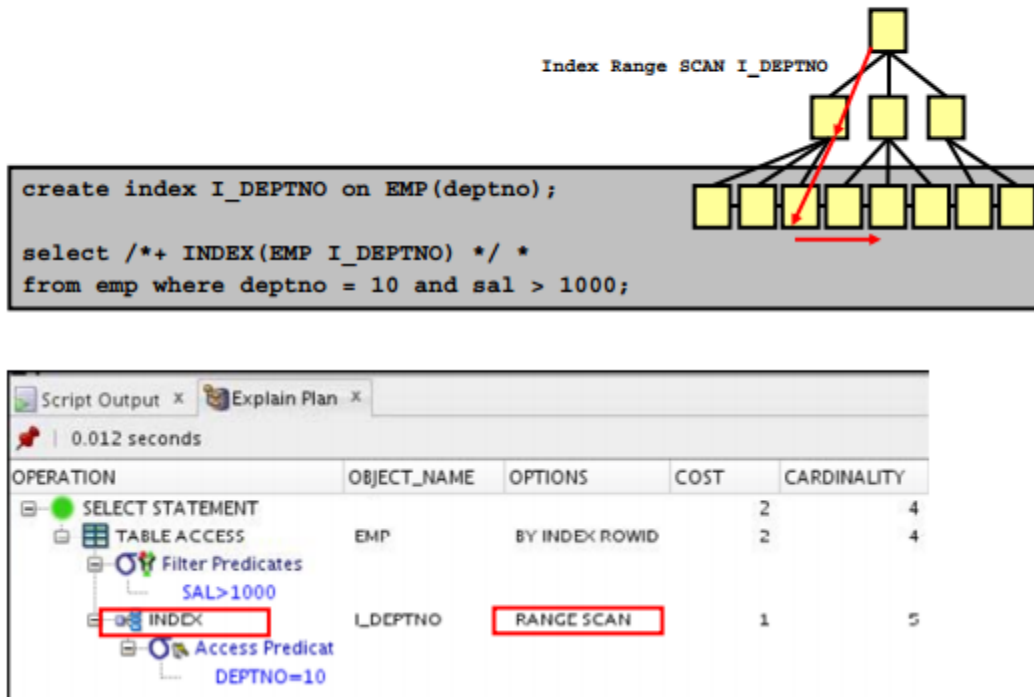 Index Range SCAN I_DEPTNO
create index I_DEPTNO on EMP(deptno);
select /*+ INDEX(EMP I_DEPTNO) */ *
from emp where deptno = 10 and sal > 1000;
Script Output x Explain Plan x
0.012 seconds
OPERATION OBJECT_NAME OPTIONS COST CARDINALITY
SELECT STATEMENT 2 4
TABLE ACCESS EMP BY INDEX ROWID 2 4
Filter Predicates
SAL>1000
INDEX I_DEPTNO RANGE SCAN 1 5
Access Predicat
DEPTNO=10